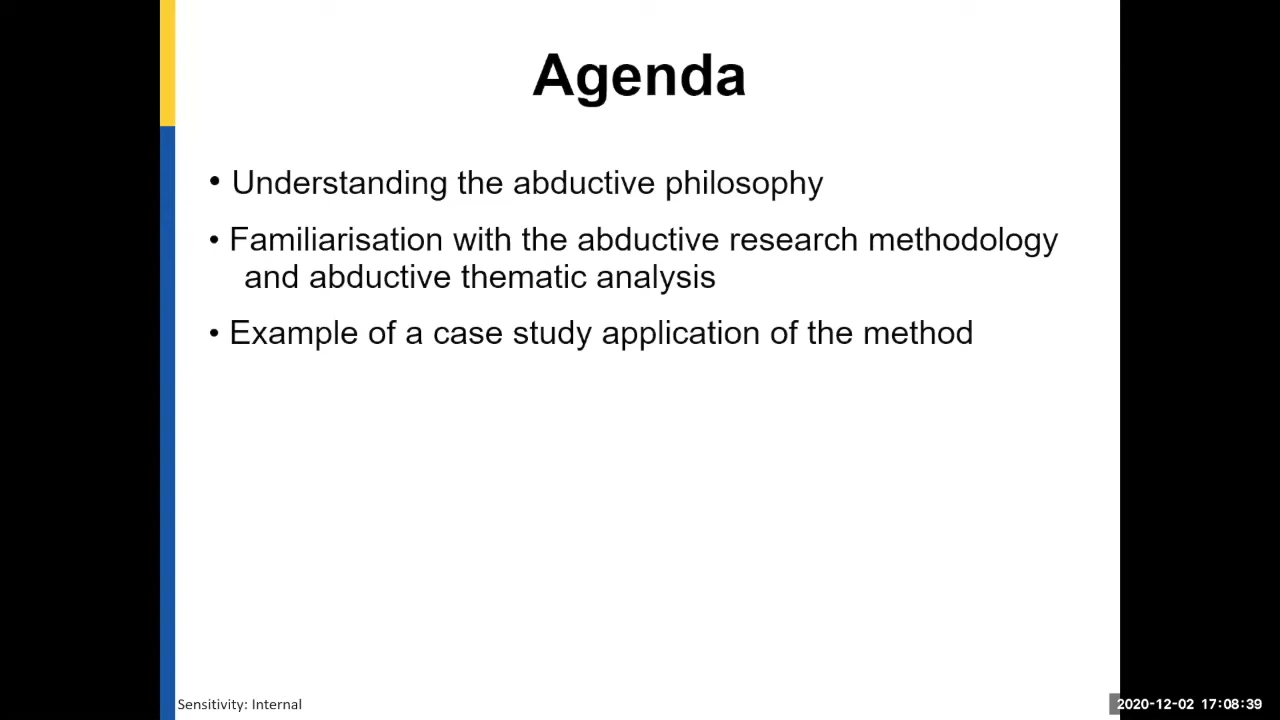 Agenda
• Understanding the abductive philosophy
• Familiarisation with the abductive research methodology
and abductive thematic analysis
• Example of a case study application of the method
Sensitivity: Internal
2020-12-02 17:08:39